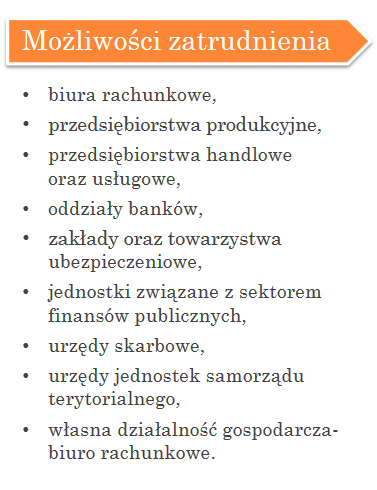 Możliwości zatrudnienia
• biura rachunkowe,
• przedsiębiorstwa produkcyjne,
• przedsiębiorstwa handlowe
oraz usługowe,
• oddziały banków,
• zakłady oraz towarzystwa
ubezpieczeniowe,
• jednostki związane z sektorem
finansów publicznych,
• urzędy skarbowe,
• urzędy jednostek samorządu
terytorialnego,
• własna działalność gospodarcza-
biuro rachunkowe.